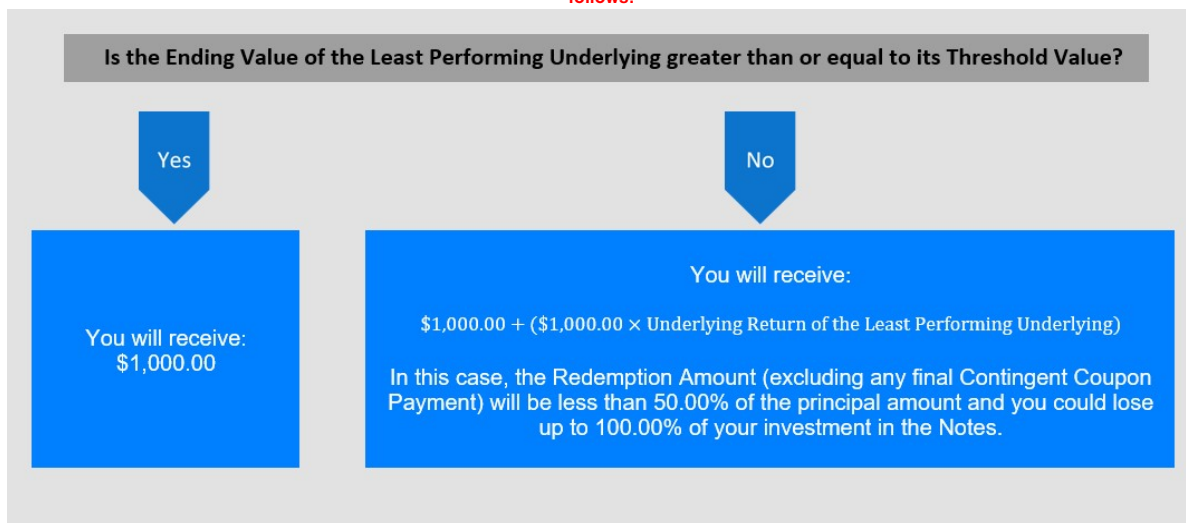 follows:
Is the Ending Value of the Least Performing Underlying greater than or equal to its Threshold Value?
Yes
No
You will receive:
$1,000.00
You will receive:
$1,000.00 + ($1,000.00 × Underlying Return of the Least Performing Underlying)
In this case, the Redemption Amount (excluding any final Contingent Coupon
Payment) will be less than 50.00% of the principal amount and you could lose
up to 100.00% of your investment in the Notes.